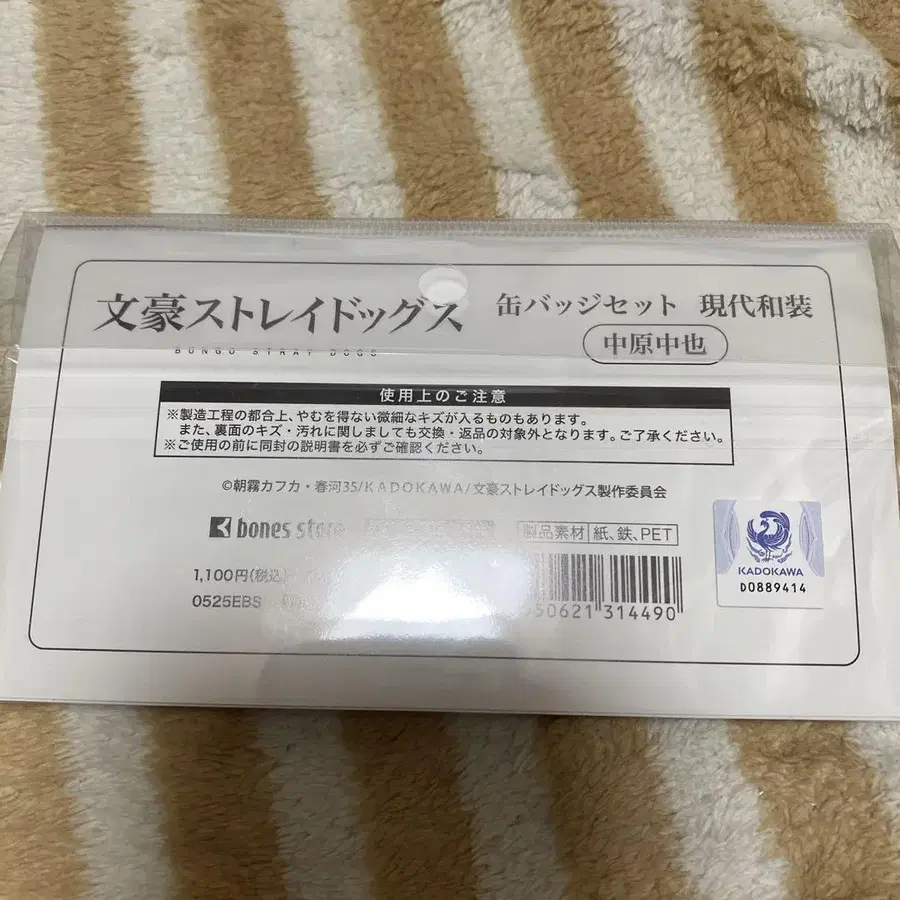 文豪ストレイドッグス
BUNGO STRAY DOGS
缶バッジセット 現代和装
中原中也
使用上のご注意
※製造工程の都合上、やむを得ない微細なキズが入るものもあります。
また、裏面のキズ・汚れに関しましても交換・返品の対象外となります。ご了承ください。
※ご使用の前に同封の説明書を必ずご確認ください。
©朝霧カフカ・春河35/KADOKAWA/文豪ストレイドッグス製作委員会
bones store
製品素材 紙、鉄、PET
1,100円(税込)
0525EBS
50621 314490
KADOKAWA
D0889414